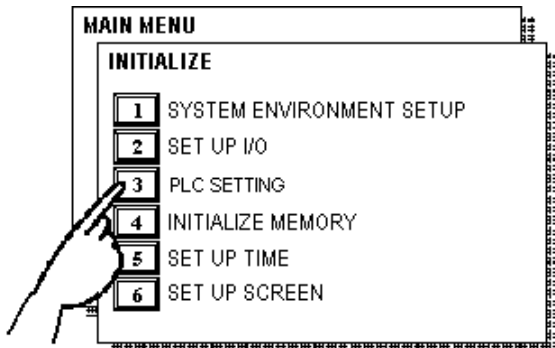 MAIN MENU
INITIALIZE
1 SYSTEM ENVIRONMENT SETUP
2 SET UP I/O
3 PLC SETTING
4 INITIALIZE MEMORY
5 SET UP TIME
6 SET UP SCREEN